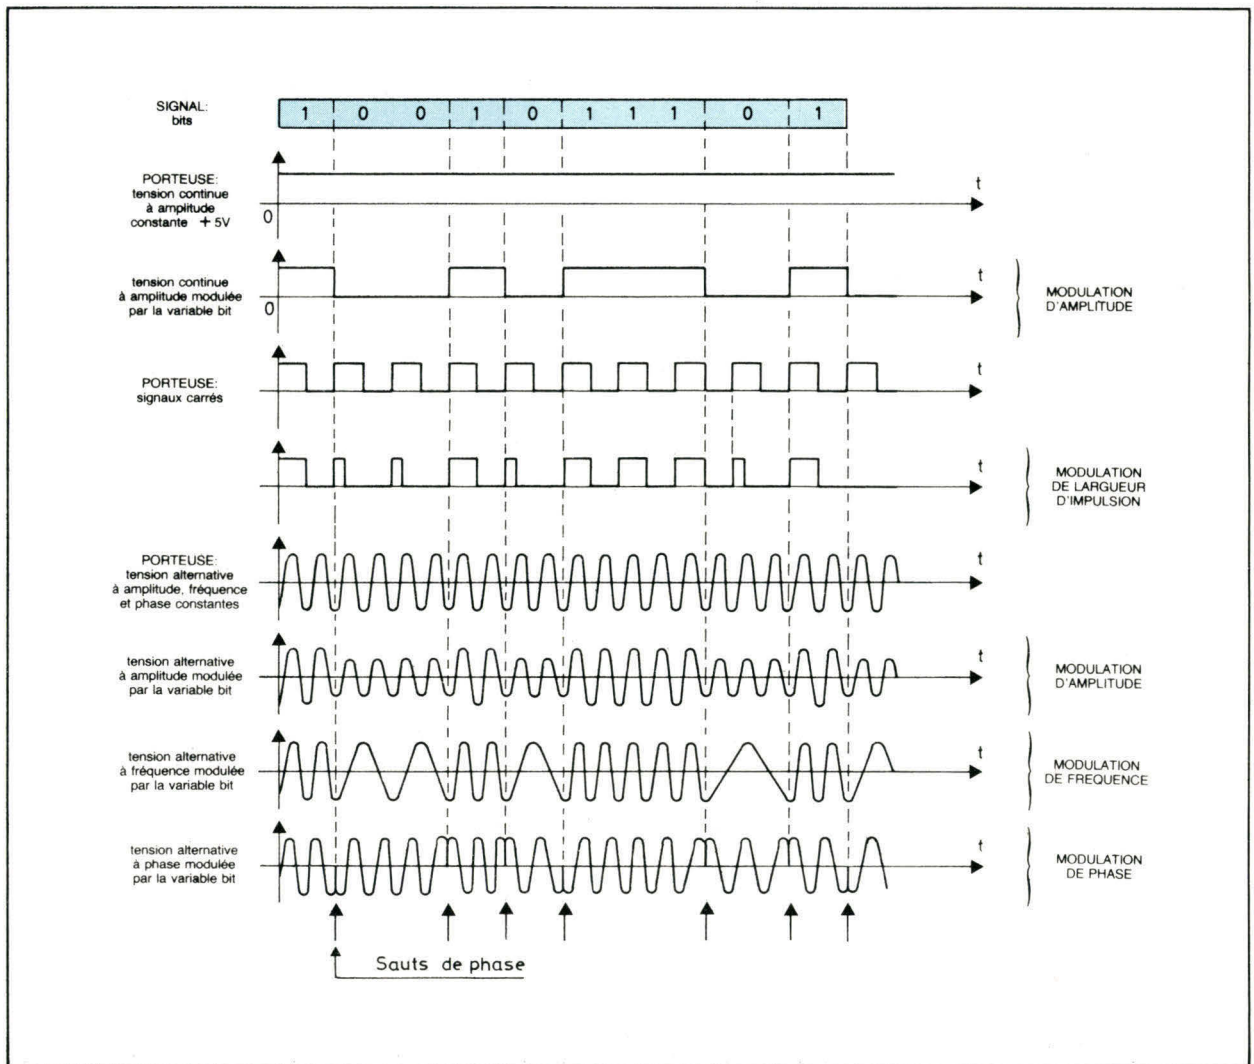 SIGNAL:
bits
1 0 0 1 0 1 1 1 0 1
PORTEUSE:
tension continue
à amplitude
constante + 5V
0
t
tension continue
à amplitude modulée
par la variable bit
0
t
MODULATION
D'AMPLITUDE
PORTEUSE:
signaux carrés
t
t
MODULATION
DE LARGUEUR
D'IMPULSION
PORTEUSE:
tension alternative
à amplitude, fréquence
et phase constantes
t
tension alternative
à amplitude modulée
par la variable bit
t
MODULATION
D'AMPLITUDE
tension alternative
à fréquence modulée
par la variable bit
t
MODULATION
DE FREQUENCE
tension alternative
à phase modulée
par la variable bit
t
MODULATION
DE PHASE
Sauts de phase